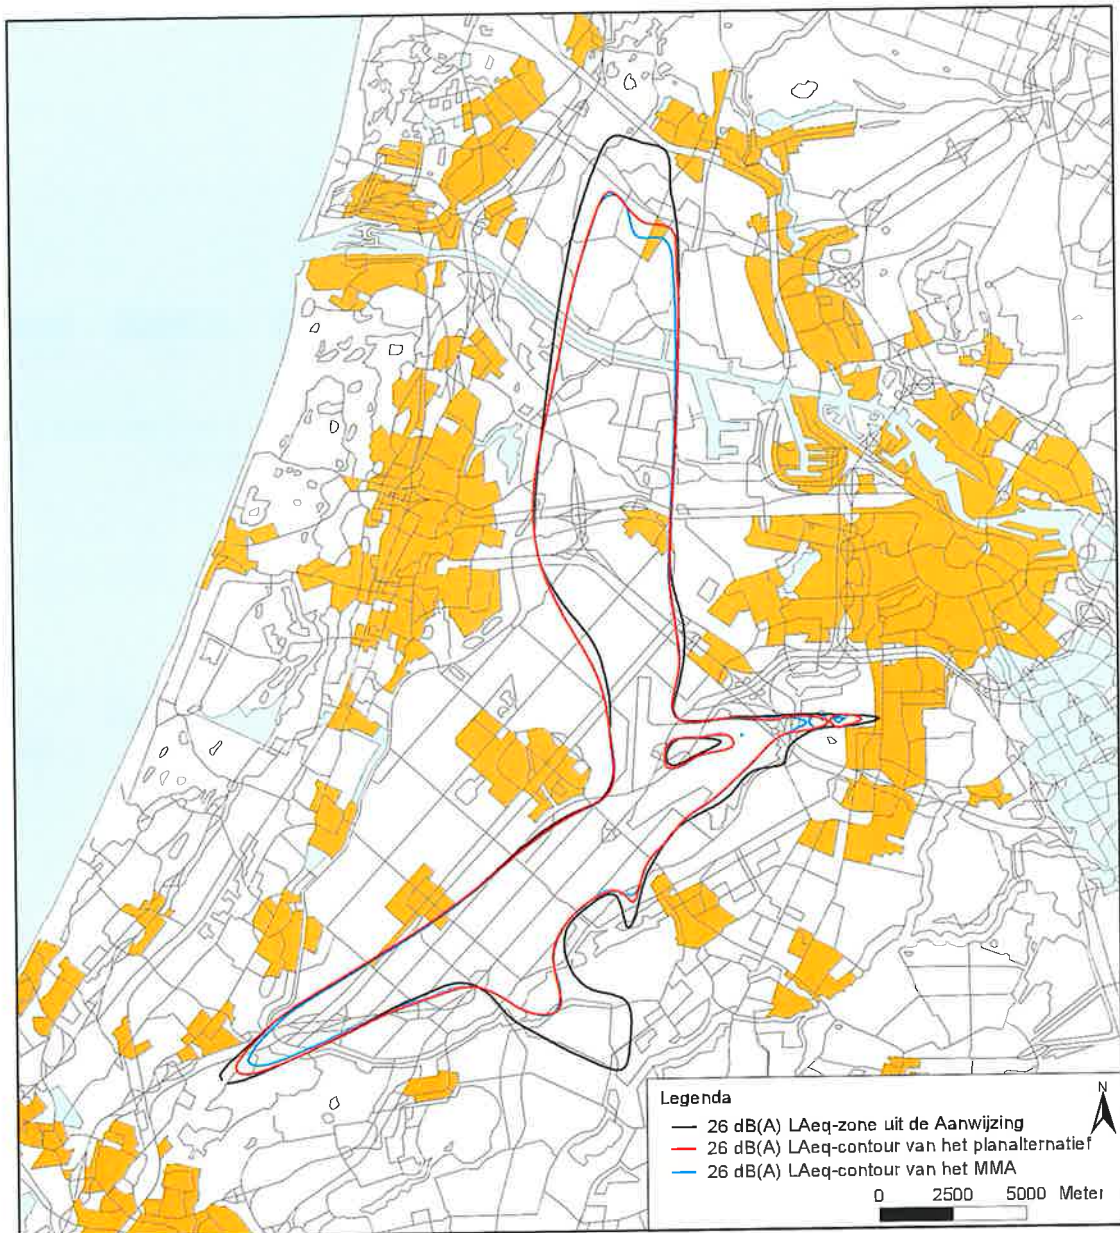 Legenda
N
26 dB(A) LAeq-zone uit de Aanwijzing
26 dB(A) LAeq-contour van het planalternatief
26 dB(A) LAeq-contour van het MMA
0 2500 5000 Meter